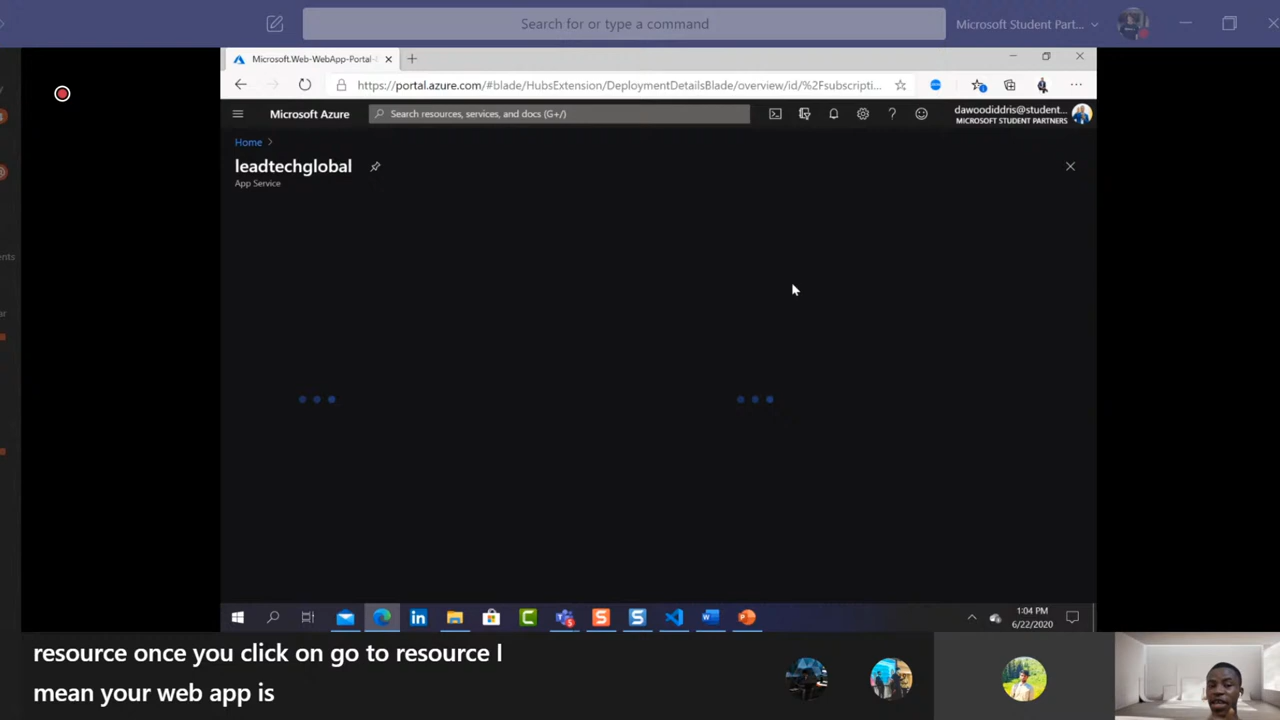 Search for or type a command
Microsoft Student Part...
Microsoft.Web-WebApp-Portal-
https://portal.azure.com/#blade/HubsExtension/DeploymentDetailsBlade/overview/id/%2Fsubscripti...
Microsoft Azure
Search resources, services, and docs (G+/)
dawoodiddris@student....
MICROSOFT STUDENT PARTNERS
Home
leadtechglobal
App Service
ents
ar
1:04 PM
6/22/2020
resource once you click on go to resource I
mean your web app is